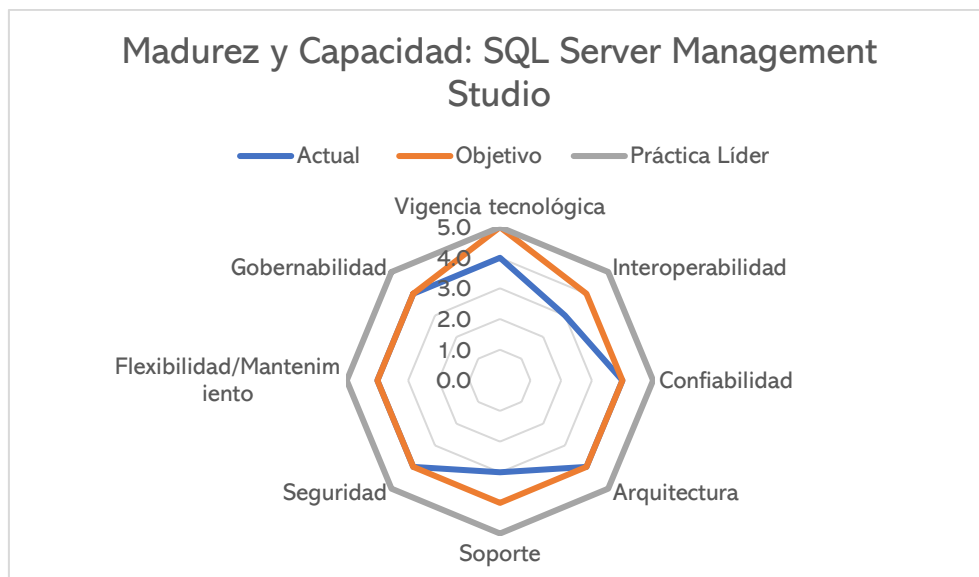 Madurez y Capacidad: SQL Server Management
Studio
Actual
Objetivo
Práctica Líder
Vigencia tecnológica
5.0
4.0
3.0
2.0
1.0
0.0
Interoperabilidad
Confiabilidad
Arquitectura
Soporte
Seguridad
Flexibilidad/Mantenim
iento
Gobernabilidad